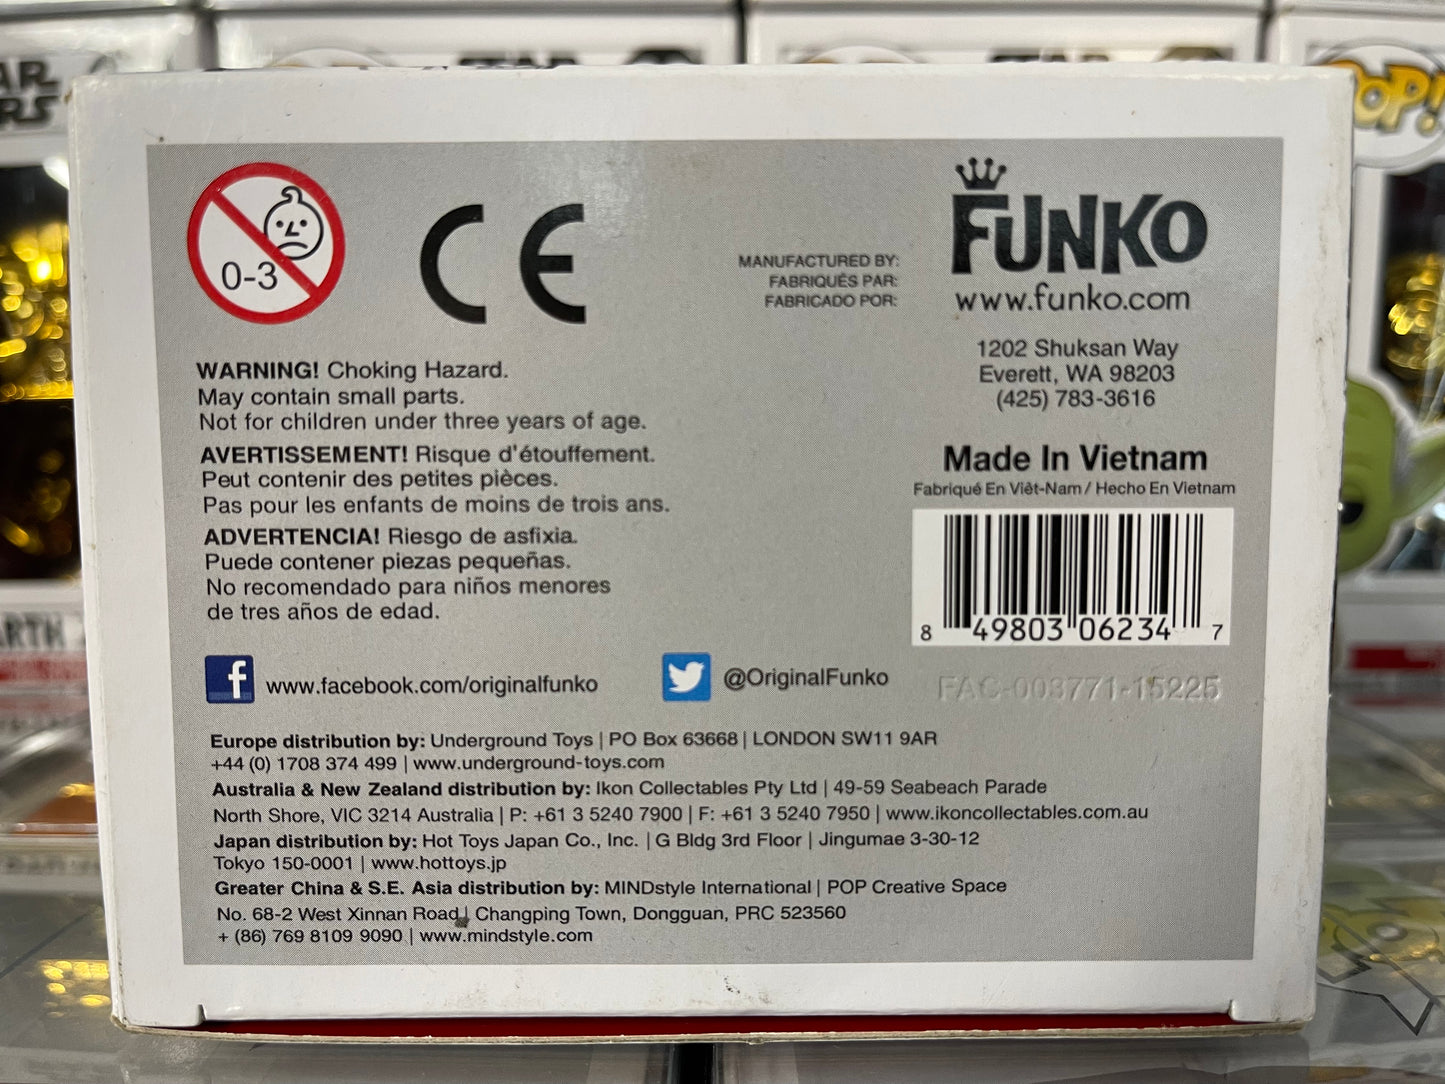 AR
RS
POP!
0-3
CE
MANUFACTURED BY:
FABRIQUÉS PAR:
FABRICADO POR:
FUNKO
www.funko.com
1202 Shuksan Way
Everett, WA 98203
(425) 783-3616
WARNING! Choking Hazard.
May contain small parts.
Not for children under three years of age.
AVERTISSEMENT! Risque d'étouffement.
Peut contenir des petites pièces.
Pas pour les enfants de moins de trois ans.
ADVERTENCIA! Riesgo de asfixia.
Puede contener piezas pequeñas.
No recomendado para niños menores
de tres años de edad.
Made In Vietnam
Fabriqué En Viêt-Nam / Hecho En Vietnam
8 49803 06234 7
FAC-003771-15225
www.facebook.com/originalfunko
@OriginalFunko
Europe distribution by: Underground Toys | PO Box 63668 | LONDON SW11 9AR
+44 (0) 1708 374 499 | www.underground-toys.com
Australia & New Zealand distribution by: Ikon Collectables Pty Ltd | 49-59 Seabeach Parade
North Shore, VIC 3214 Australia | P: +61 3 5240 7900 | F: +61 3 5240 7950 | www.ikoncollectables.com.au
Japan distribution by: Hot Toys Japan Co., Inc. | G Bldg 3rd Floor | Jingumae 3-30-12
Tokyo 150-0001 | www.hottoys.jp
Greater China & S.E. Asia distribution by: MINDstyle International | POP Creative Space
No. 68-2 West Xinnan Road | Changping Town, Dongguan, PRC 523560
+ (86) 769 8109 9090 | www.mindstyle.com
ARTH